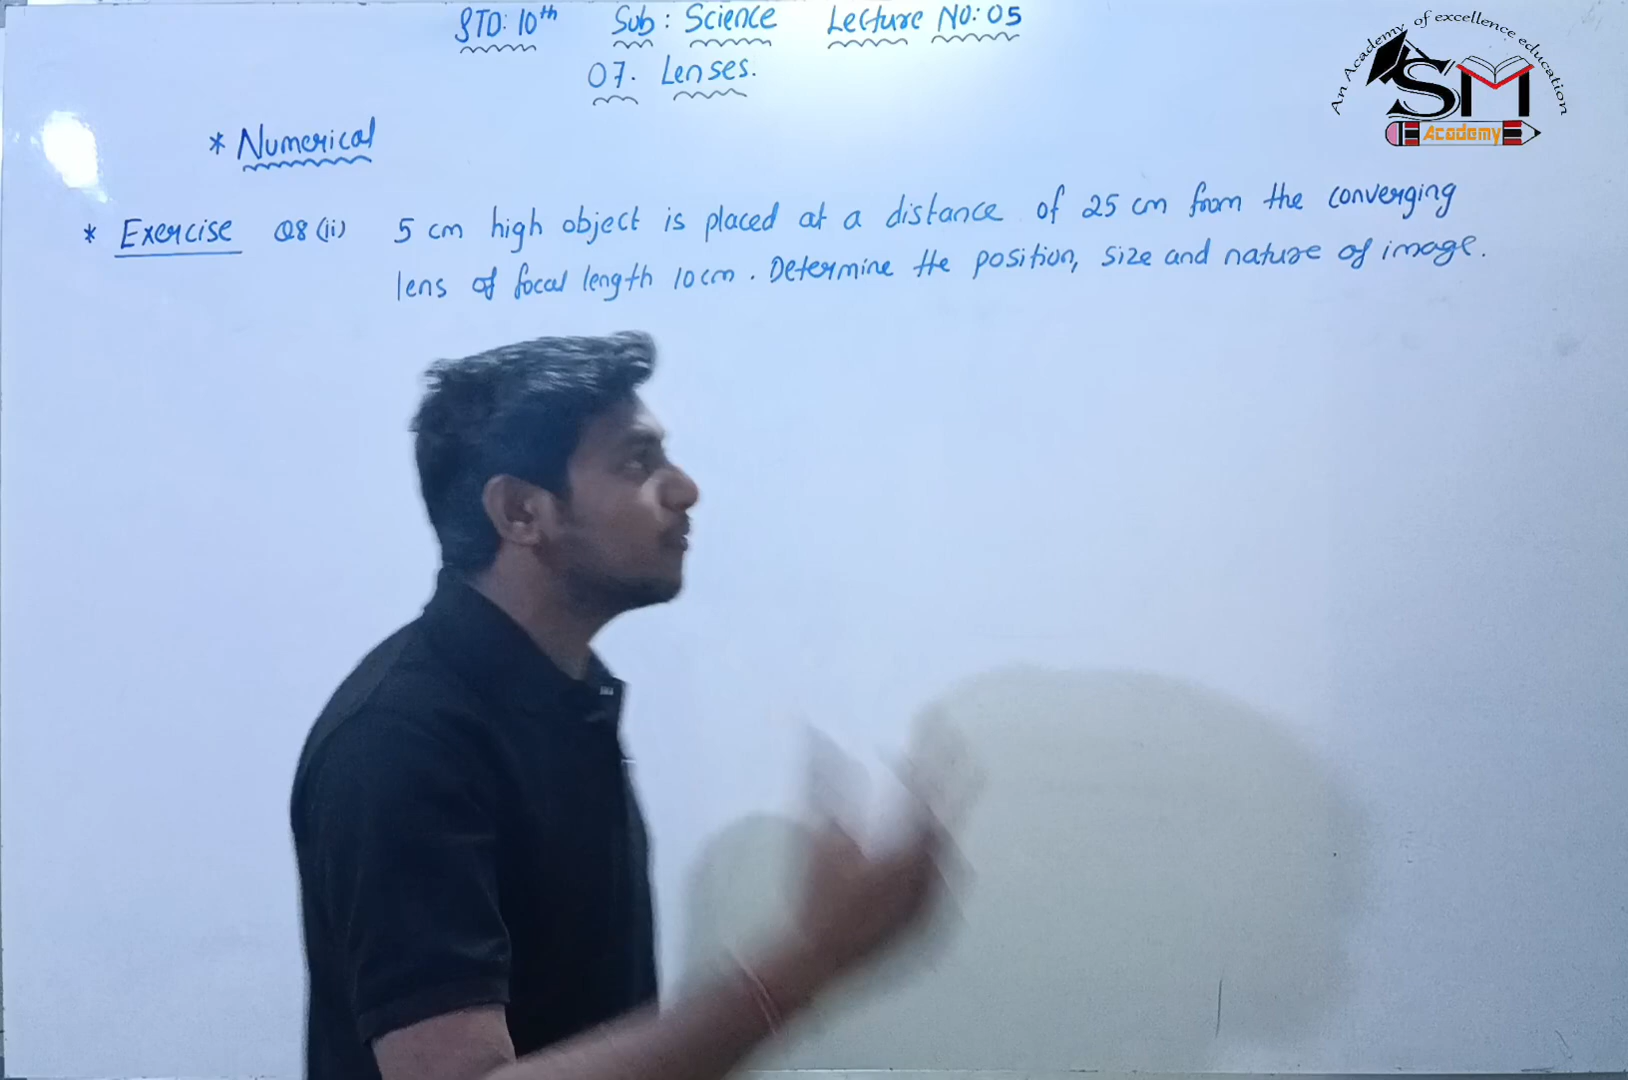 STD: 10th Sub: Science Lecture NO: 05
07. Lenses.
An Academy of excellence education
SM
Academy
* Numerical
* Exercise Q8 (ii) 5 cm high object is placed at a distance of 25 cm from the converging
lens of focal length 10 cm. Determine the position, size and nature of image.